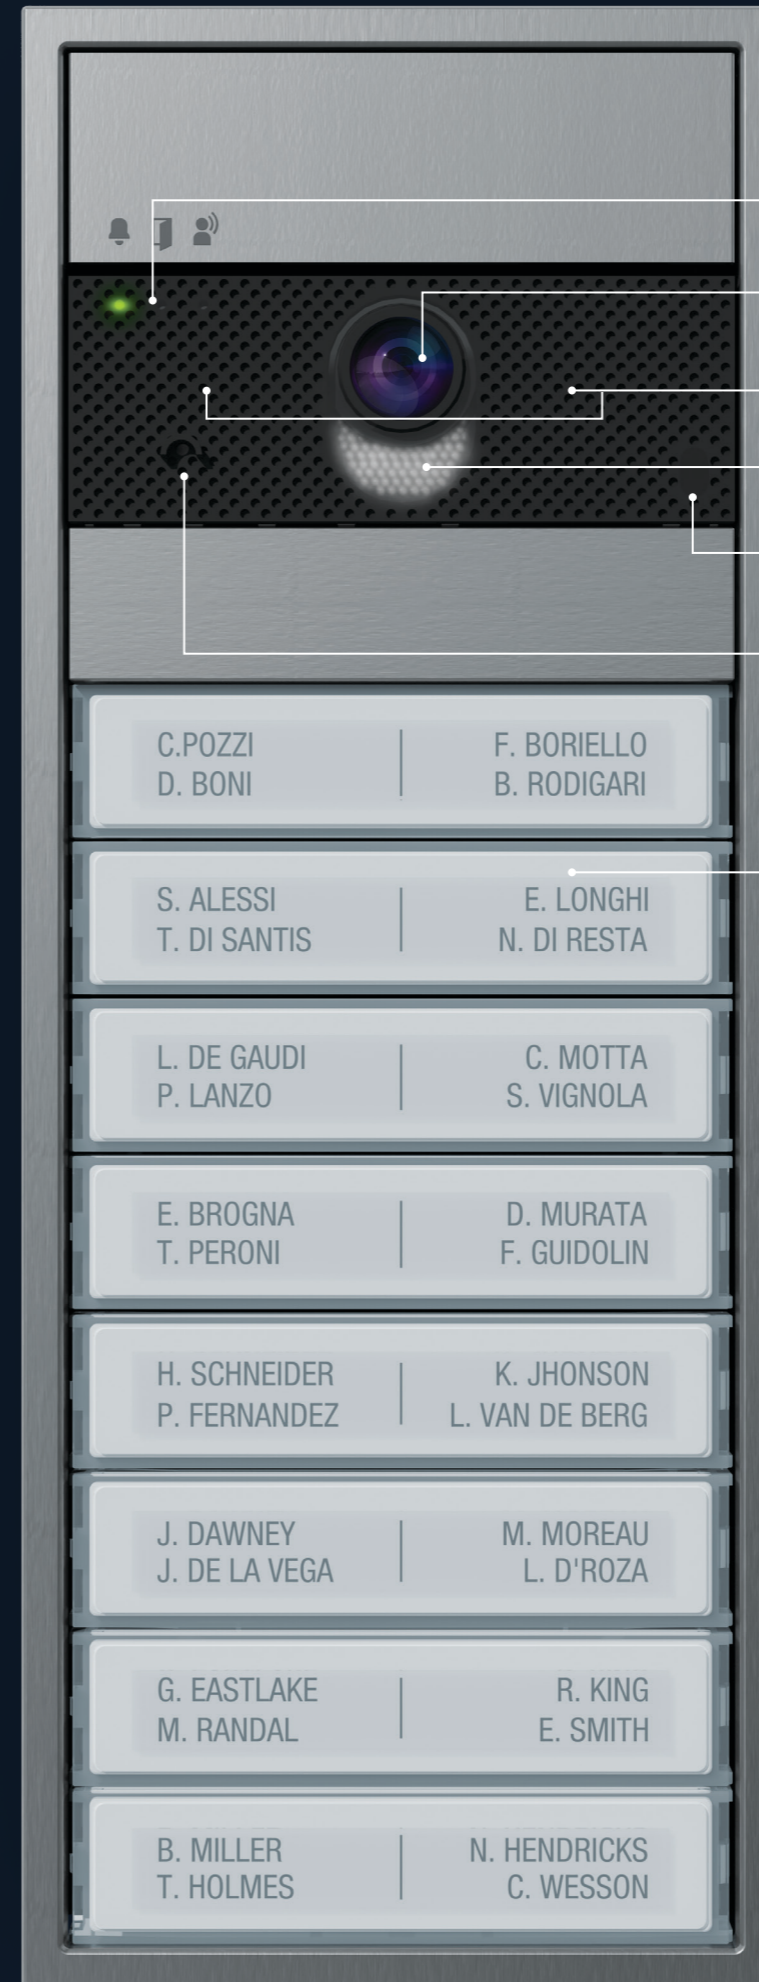 C.POZZI | F. BORIELLO
D. BONI | B. RODIGARI
S. ALESSI | E. LONGHI
T. DI SANTIS | N. DI RESTA
L. DE GAUDI | C. MOTTA
P. LANZO | S. VIGNOLA
E. BROGNA | D. MURATA
T. PERONI | F. GUIDOLIN
H. SCHNEIDER | K. JHONSON
P. FERNANDEZ | L. VAN DE BERG
J. DAWNEY | M. MOREAU
J. DE LA VEGA | L. D'ROZA
G. EASTLAKE | R. KING
M. RANDAL | E. SMITH
B. MILLER | N. HENDRICKS
T. HOLMES | C. WESSON